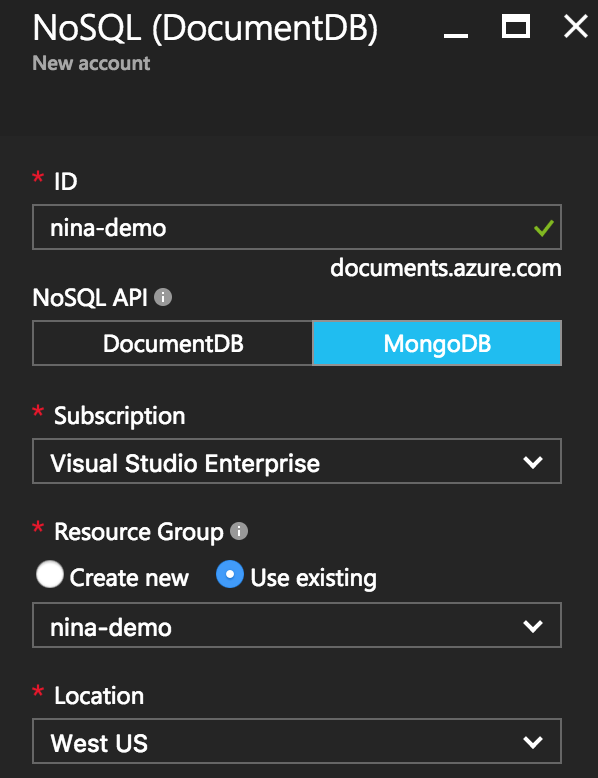 NoSQL (DocumentDB)
New account
* ID
nina-demo
documents.azure.com
NoSQL API
DocumentDB MongoDB
* Subscription
Visual Studio Enterprise
* Resource Group
Create new Use existing
nina-demo
* Location
West US